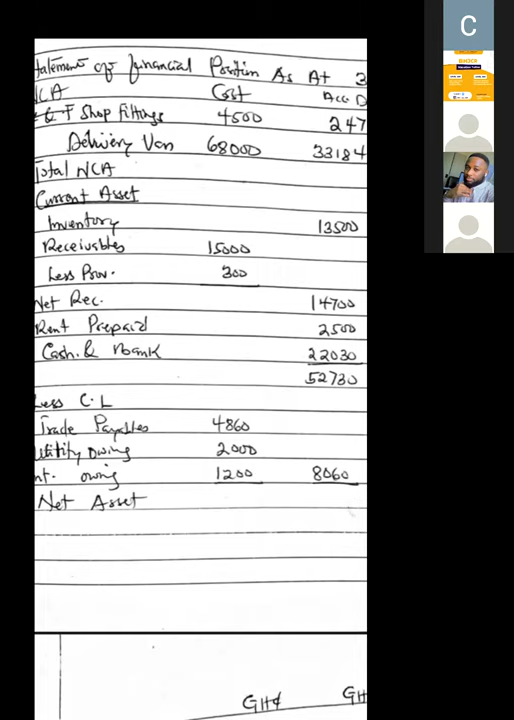 tatement of financial Position As At 3
NCA Cost Acc D
& F Shop Fittings 4500 247
Delivery Van 68000 33184
Total NCA
Current Asset
Inventory 13500
Receivables 15000
Less Prov. 300
Net Rec. 14700
Rent Prepaid 2500
Cash & Bank 22030
52730
Less C.L
Trade Payables 4860
Utility owing 2000
nt. owing 1200 8060
Net Asset
GH¢ GH
C